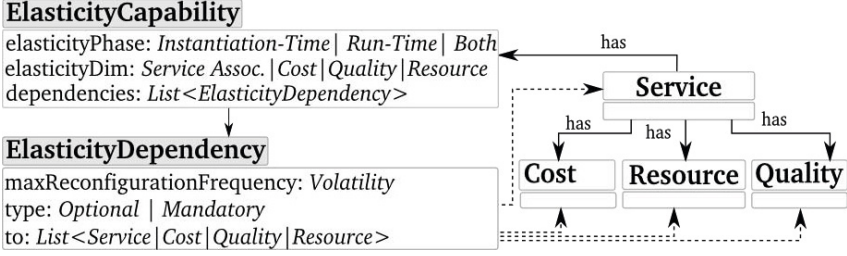 ElasticityCapability
elasticityPhase: Instantiation-Time| Run-Time| Both
elasticityDim: Service Assoc.|Cost|Quality|Resource
dependencies: List<ElasticityDependency>
ElasticityDependency
maxReconfigurationFrequency: Volatility
type: Optional | Mandatory
to: List<Service|Cost|Quality|Resource>
has
Service
has
has
has
Cost
Resource
Quality